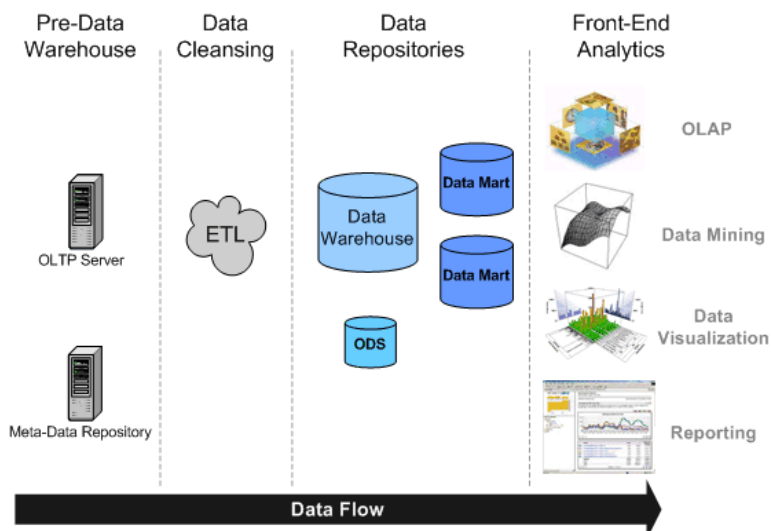 Pre-Data
Warehouse
Data
Cleansing
Data
Repositories
Front-End
Analytics
OLTP Server
Meta-Data Repository
ETL
Data
Warehouse
Data Mart
Data Mart
ODS
OLAP
Data Mining
Data
Visualization
Reporting
Data Flow